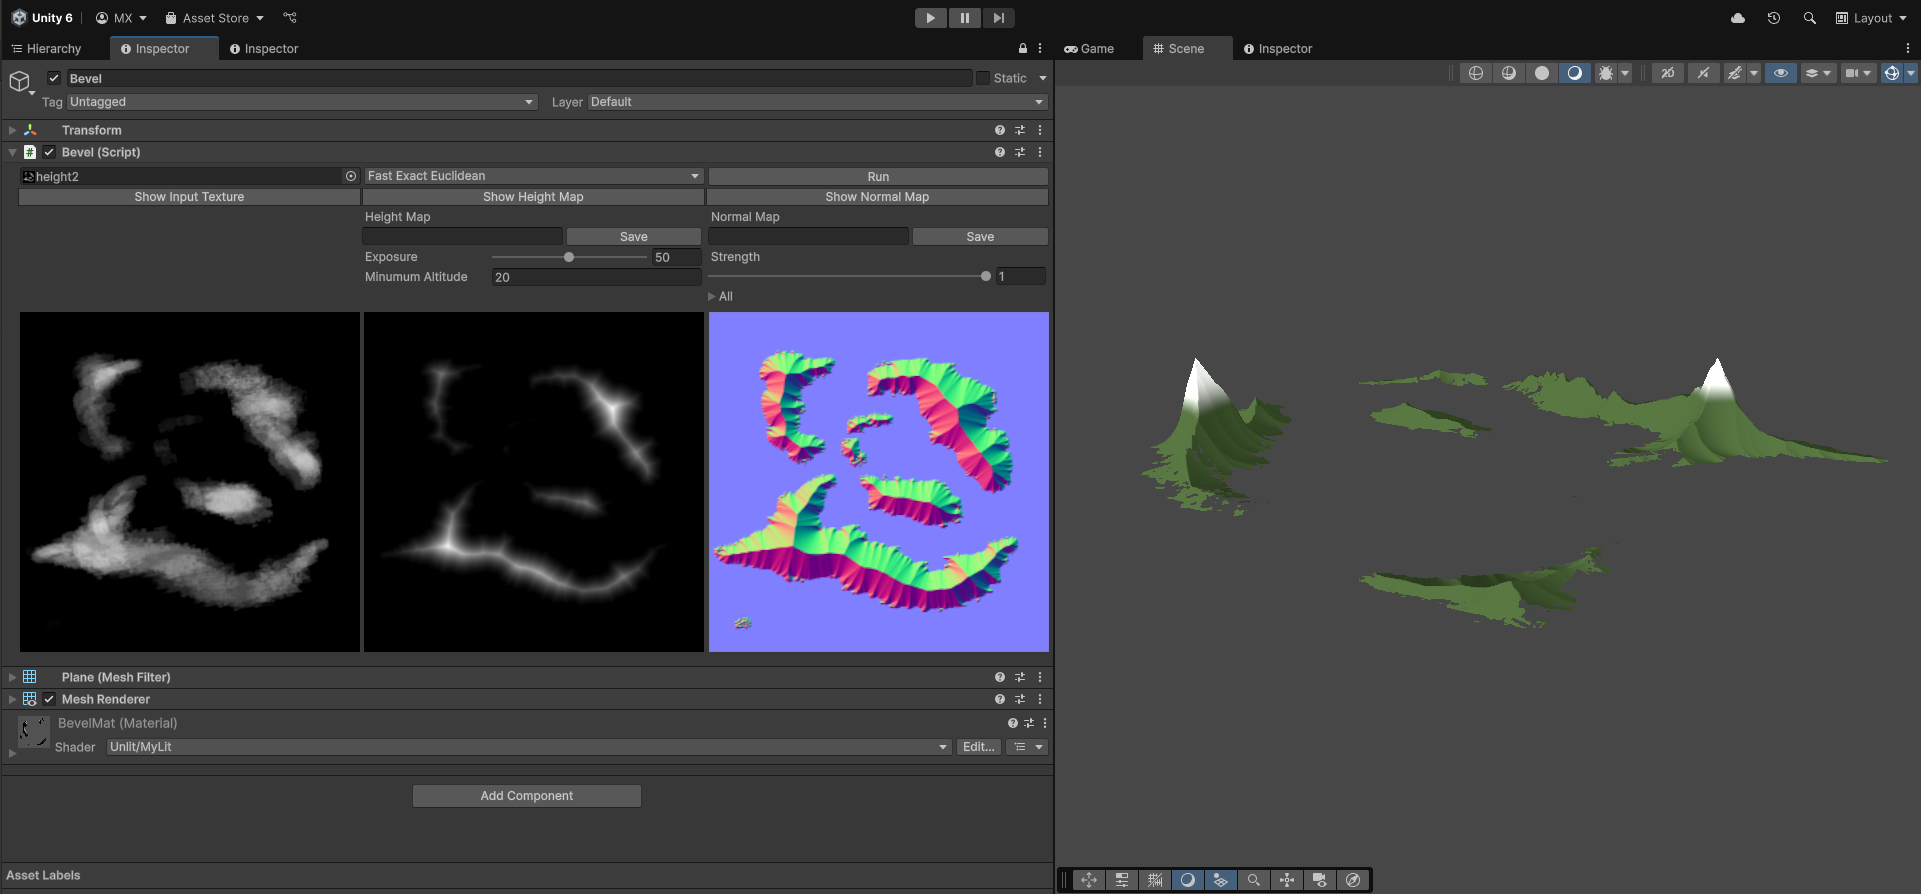 Unity 6 MX Asset Store Layout
Hierarchy Inspector Inspector Game Scene Inspector
Bevel Static
Tag Untagged Layer Default
2D
Transform
# Bevel (Script)
height2 Fast Exact Euclidean Run
Show Input Texture Show Height Map Show Normal Map
Height Map Normal Map
Save Save
Exposure 50 Strength
Minumum Altitude 20 1
All
Plane (Mesh Filter)
Mesh Renderer
BevelMat (Material)
Shader Unlit/MyLit Edit...
Add Component
Asset Labels